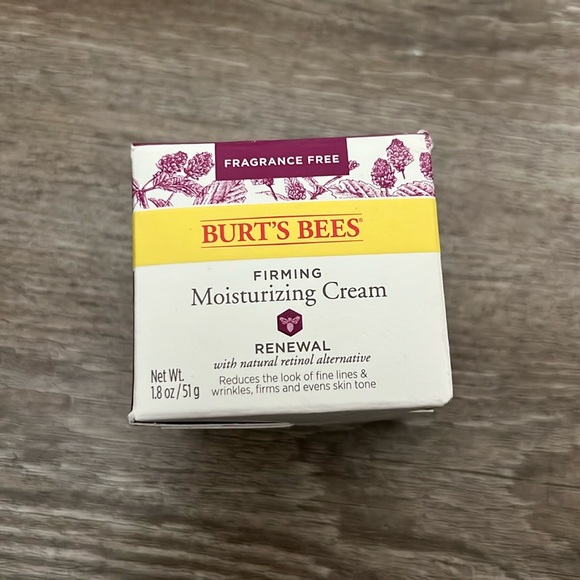 FRAGRANCE FREE
BURT'S BEES®
FIRMING
Moisturizing Cream
RENEWAL
with natural retinol alternative
Net Wt.
1.8 oz/51 g
Reduces the look of fine lines &
wrinkles, firms and evens skin tone